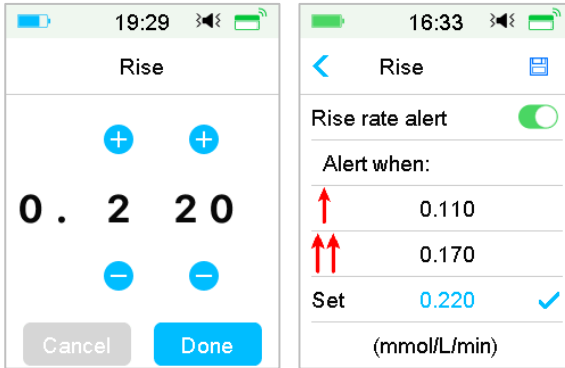 19:29
Rise
0. 2 20
Cancel Done
16:33
Rise
Rise rate alert
Alert when:
0.110
0.170
Set 0.220
(mmol/L/min)